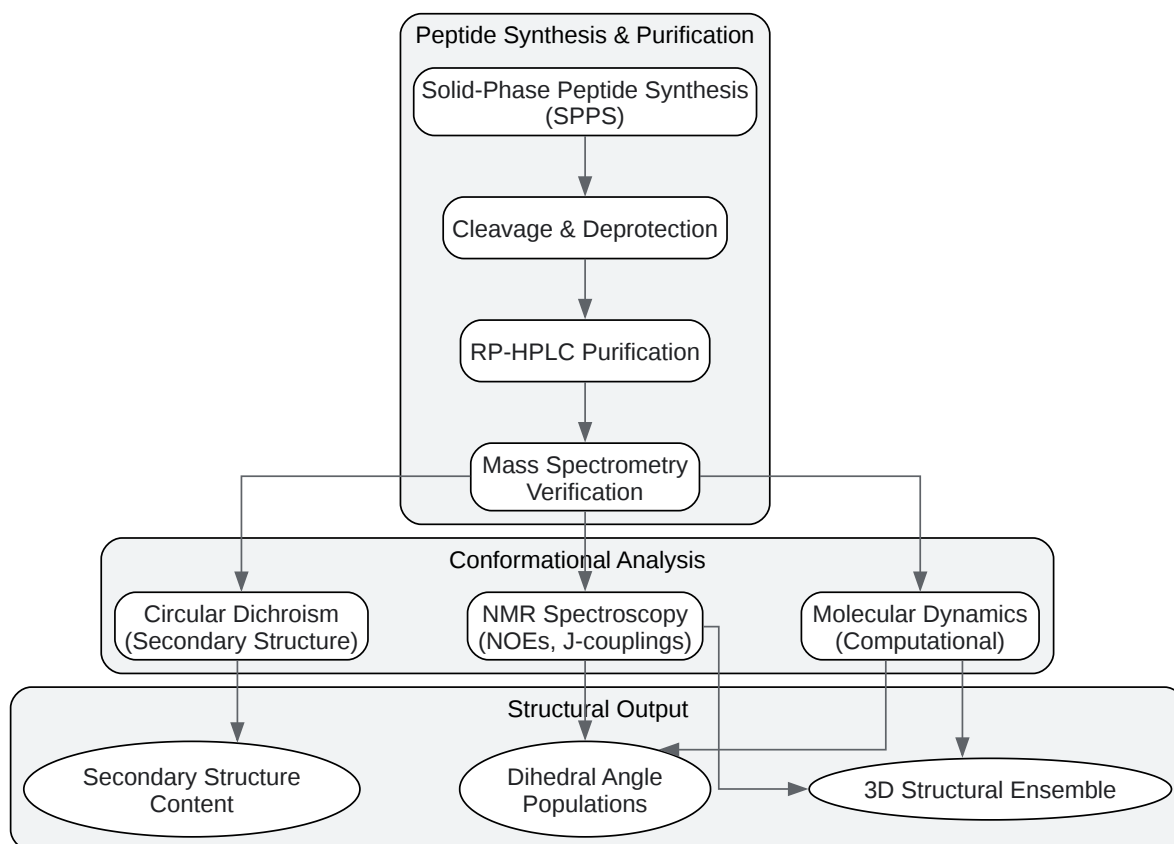 Peptide Synthesis & Purification
Solid-Phase Peptide Synthesis
(SPPS)
Cleavage & Deprotection
RP-HPLC Purification
Mass Spectrometry
Verification
Conformational Analysis
Circular Dichroism
(Secondary Structure)
NMR Spectroscopy
(NOEs, J-couplings)
Molecular Dynamics
(Computational)
Structural Output
Secondary Structure
Content
Dihedral Angle
Populations
3D Structural Ensemble